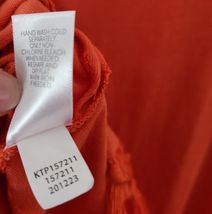 HAND WASH COLD
SEPARATELY
ONLY NON-
CHLORINE BLEACH
WHEN NEEDED
RESHAPE AND
DRY FLAT
WARM IRON IF
NEEDED
KTP157211
157211
201223